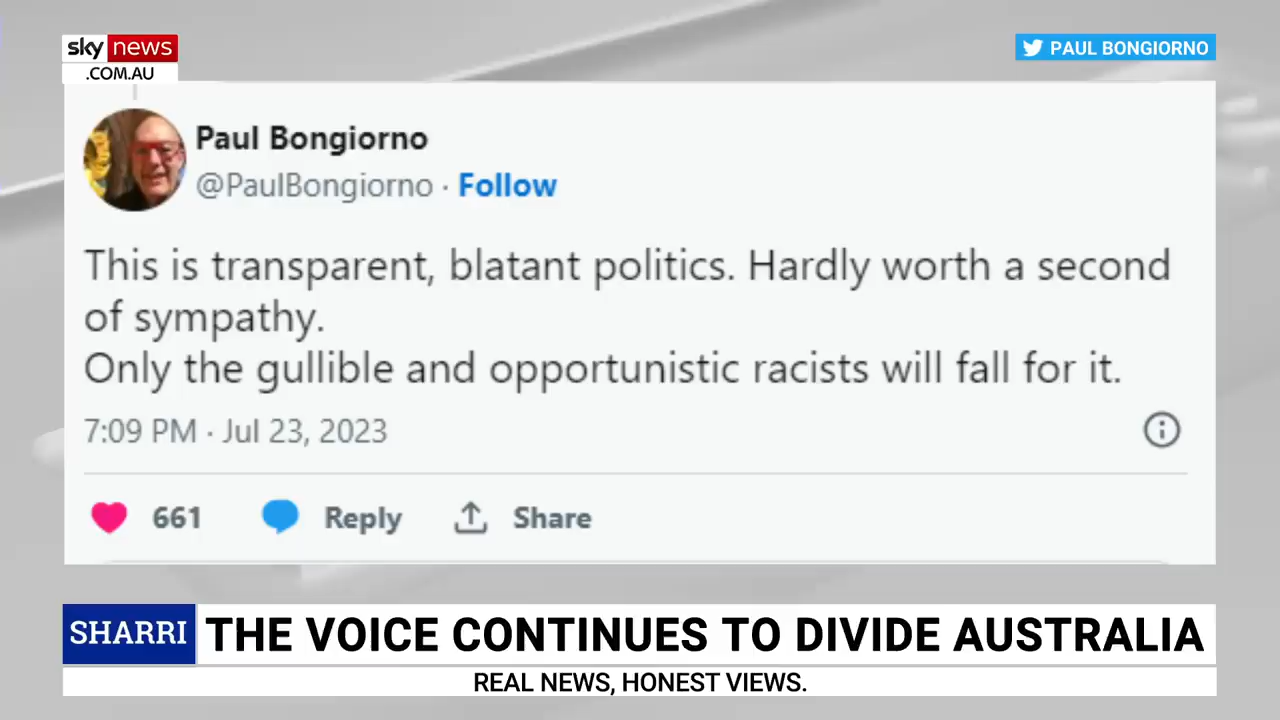 sky news
.COM.AU
PAUL BONGIORNO
Paul Bongiorno
@PaulBongiorno · Follow
This is transparent, blatant politics. Hardly worth a second
of sympathy.
Only the gullible and opportunistic racists will fall for it.
7:09 PM · Jul 23, 2023
661 Reply Share
SHARRI THE VOICE CONTINUES TO DIVIDE AUSTRALIA
REAL NEWS, HONEST VIEWS.